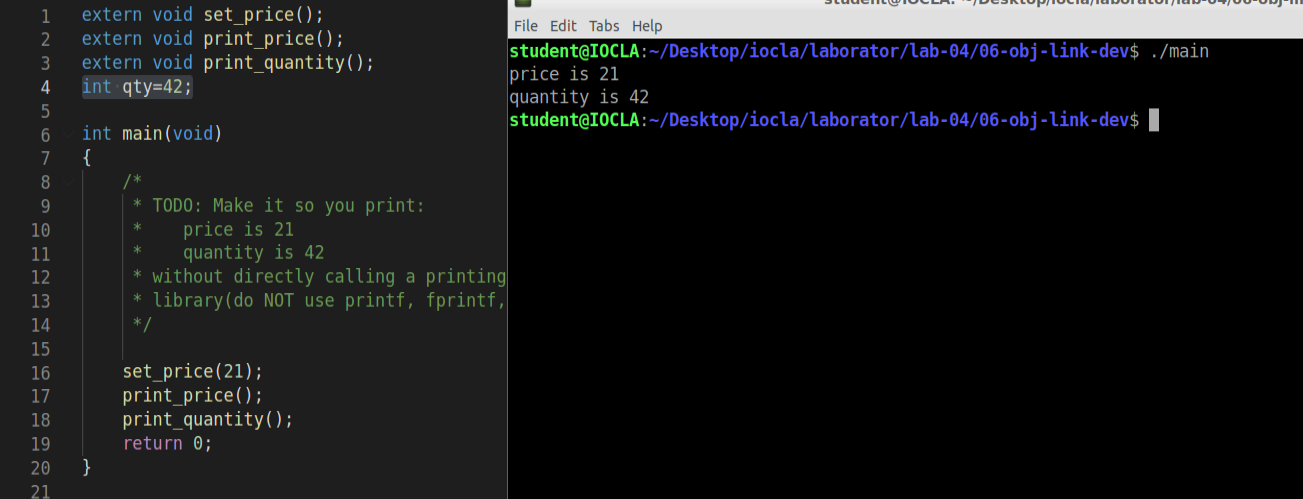 1 extern void set_price();
2 extern void print_price();
3 extern void print_quantity();
4 int qty=42;
5
6 int main(void)
7 {
8 /*
9 * TODO: Make it so you print:
10 * price is 21
11 * quantity is 42
12 * without directly calling a printing
13 * library(do NOT use printf, fprintf,
14 */
15
16 set_price(21);
17 print_price();
18 print_quantity();
19 return 0;
20 }
21
File Edit Tabs Help
student@IOCLA:~/Desktop/iocla/laborator/lab-04/06-obj-link-dev$ ./main
price is 21
quantity is 42
student@IOCLA:~/Desktop/iocla/laborator/lab-04/06-obj-link-dev$